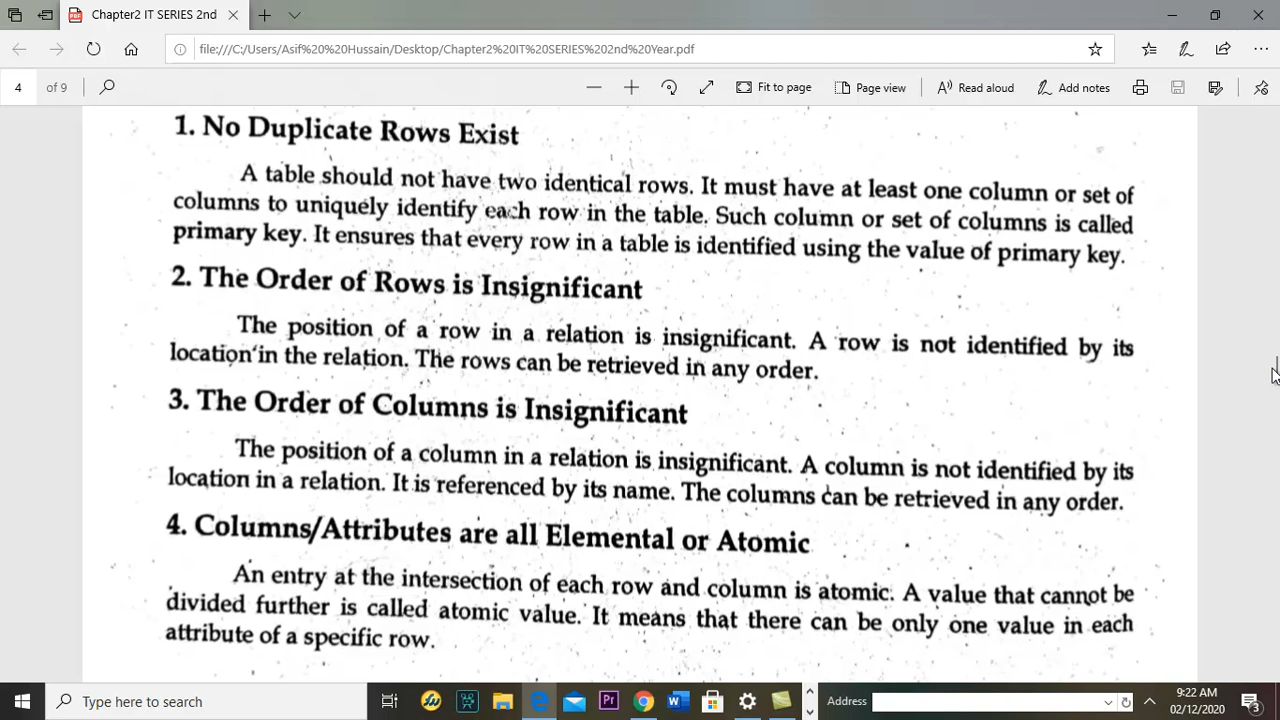 Chapter2 IT SERIES 2nd
file:///C:/Users/Asif%20%20Hussain/Desktop/Chapter2%20IT%20SERIES%202nd%20Year.pdf
4 of 9 Fit to page Page view Read aloud Add notes
1. No Duplicate Rows Exist
A table should not have two identical rows. It must have at least one column or set of
columns to uniquely identify each row in the table. Such column or set of columns is called
primary key. It ensures that every row in a table is identified using the value of primary key.
2. The Order of Rows is Insignificant
The position of a row in a relation is insignificant. A row is not identified by its
location in the relation. The rows can be retrieved in any order.
3. The Order of Columns is Insignificant
The position of a column in a relation is insignificant. A column is not identified by its
location in a relation. It is referenced by its name. The columns can be retrieved in any order.
4. Columns/Attributes are all Elemental or Atomic
An entry at the intersection of each row and column is atomic. A value that cannot be
divided further is called atomic value. It means that there can be only one value in each
attribute of a specific row.
Type here to search Address 9:22 AM
02/12/2020